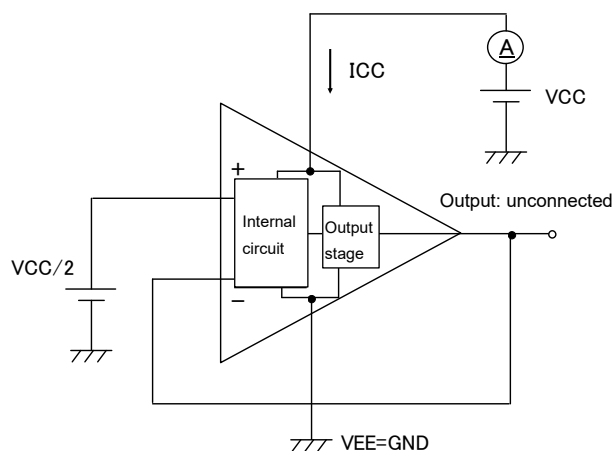 A
ICC
VCC
+
Output: unconnected
Internal
circuit
Output
stage
VCC/2
−
VEE=GND